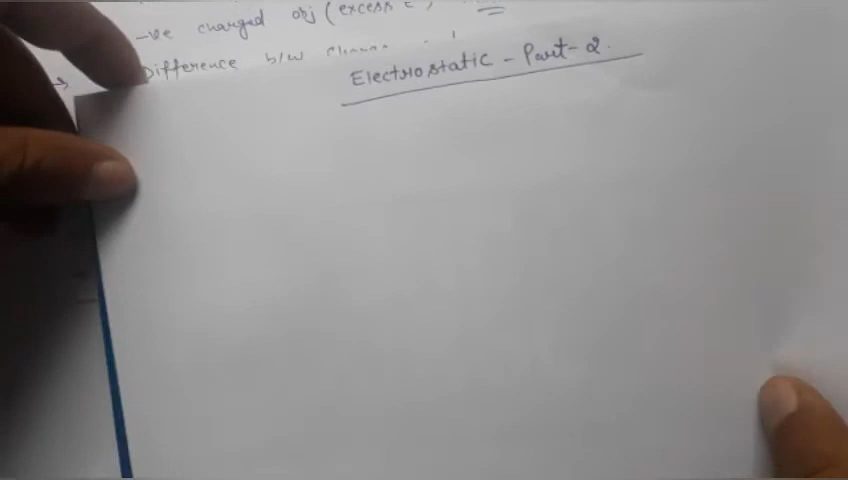 -ve charged obj (excess e
Difference b/w
Electrostatic - Part-2.